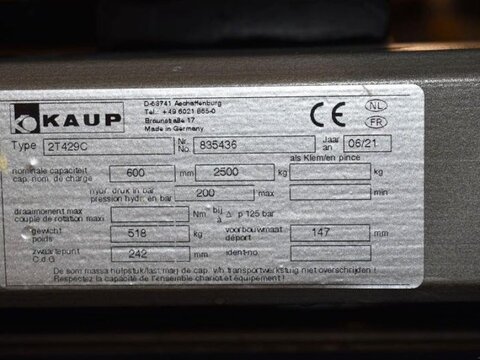 KAUP
D-63741 Aschaffenburg
Tel.: +49 6021 865-0
Braunstraße 17
Made in Germany
CE
NL
FR
Type 2T429C Nr. No. 835436 Jaar an 06/21
als Klem/en pince
nominale capaciteit cap. nom. de charge 600 mm 2500 kg kg
hydr. druk in bar pression hydr. en bar 200 max min
draaimoment max couple de rotation maxi Nm bij à Δ p 125 bar
gewicht poids 518 kg voorbouwmaat déport 147 mm
zwaartepunt C.d.G 242 mm ident-no.
De som massa hulpstuk/last marj de cap. v/h transportwerkstuig niet overschrijden!
Respectez la capacité de l'ensemble chariot et équipement!